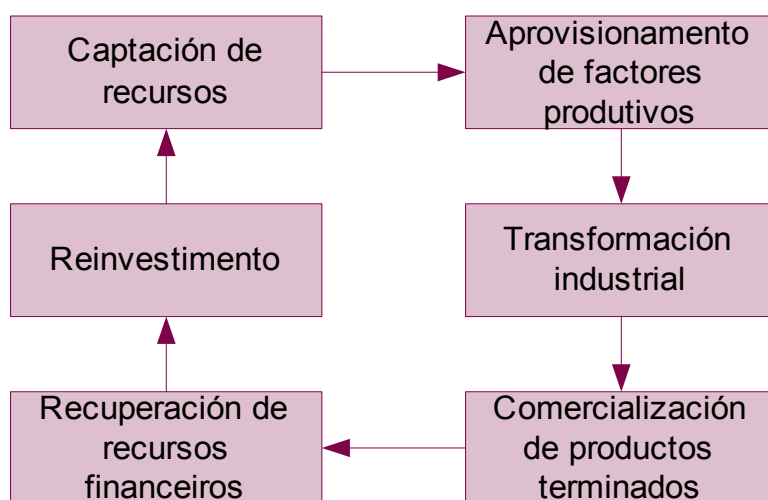 Captación de
recursos
Aprovisionamento
de factores
produtivos
Reinvestimento
Transformación
industrial
Recuperación de
recursos
financeiros
Comercialización
de productos
terminados